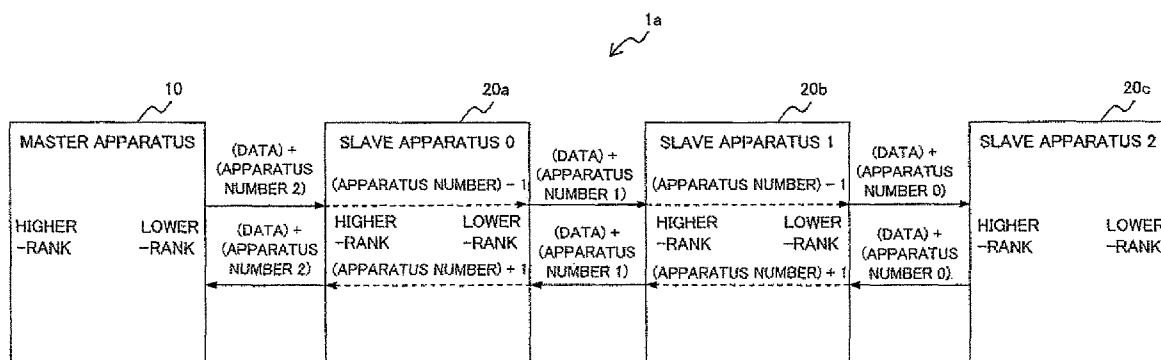 1a
10
20a
20b
20c
MASTER APPARATUS
HIGHER
-RANK
LOWER
-RANK
(DATA) +
(APPARATUS
NUMBER 2)
(DATA) +
(APPARATUS
NUMBER 2)
SLAVE APPARATUS 0
(APPARATUS NUMBER) - 1
HIGHER
-RANK
LOWER
-RANK
(APPARATUS NUMBER) + 1
(DATA) +
(APPARATUS
NUMBER 1)
(DATA) +
(APPARATUS
NUMBER 1)
SLAVE APPARATUS 1
(APPARATUS NUMBER) - 1
HIGHER
-RANK
LOWER
-RANK
(APPARATUS NUMBER) + 1
(DATA) +
(APPARATUS
NUMBER 0)
(DATA) +
(APPARATUS
NUMBER 0)
SLAVE APPARATUS 2
HIGHER
-RANK
LOWER
-RANK